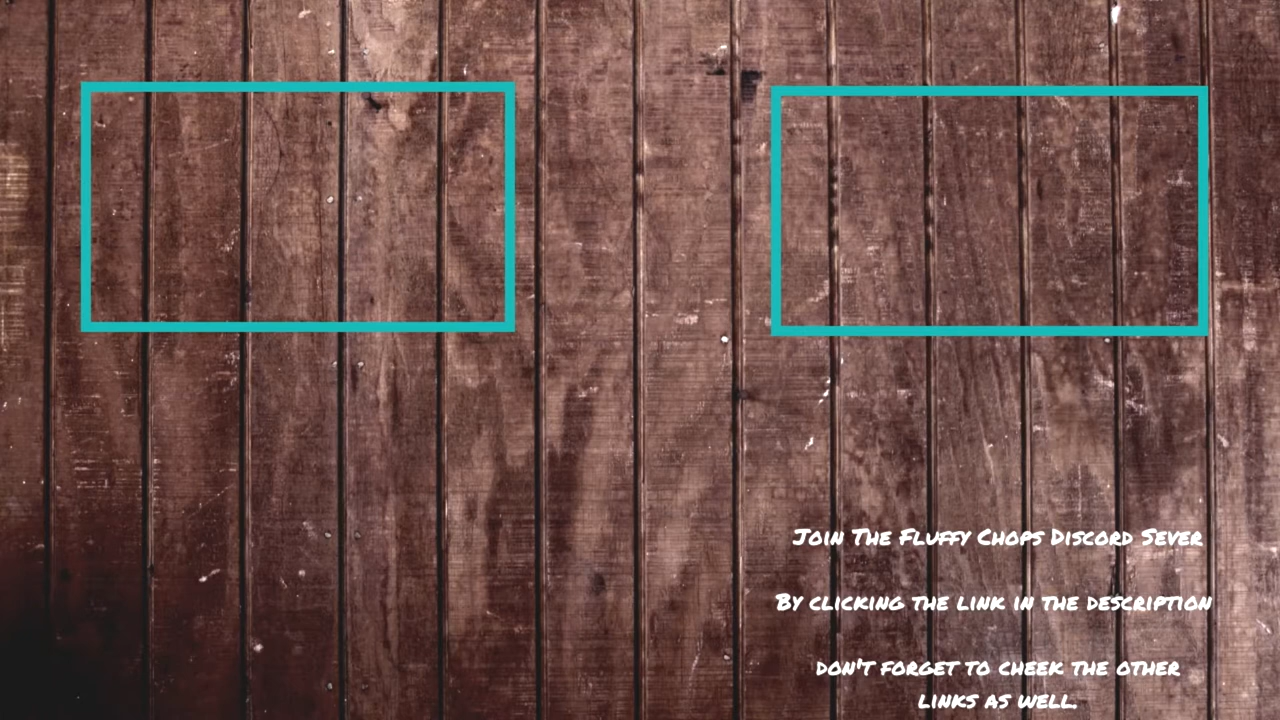 Join The Fluffy Chops Discord Sever
By clicking the link in the description
don't forget to cheek the other
links as well.